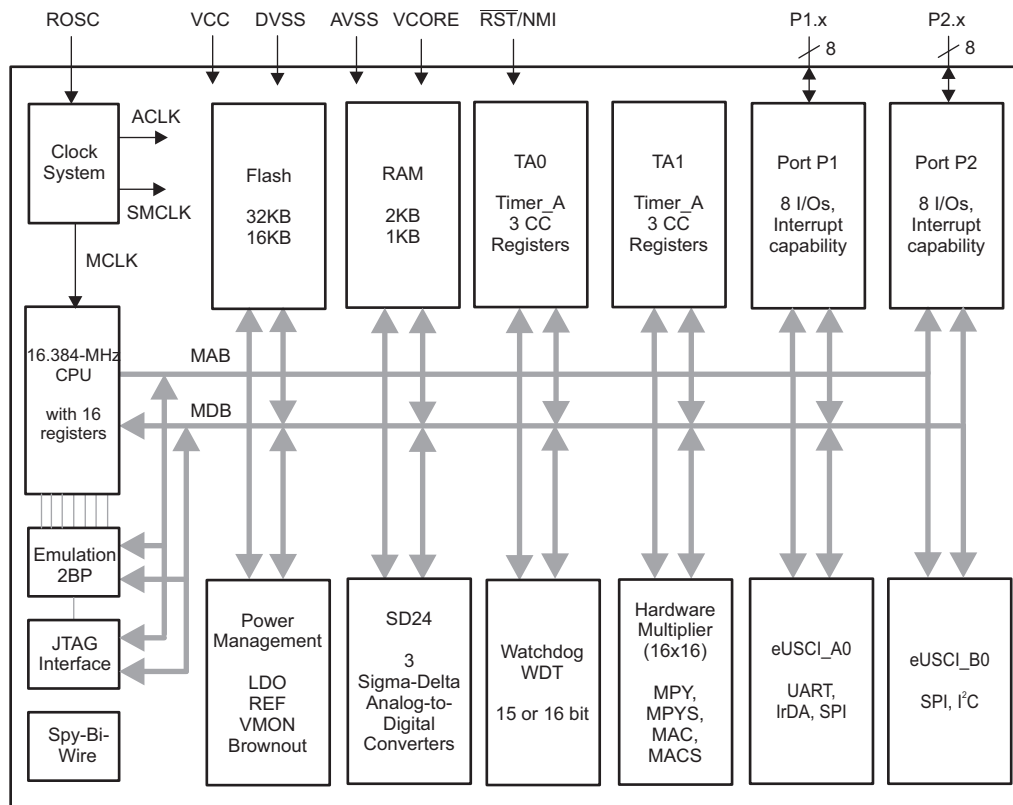 ROSC
VCC
DVSS
AVSS
VCORE
RST/NMI
P1.x
P2.x
8
8
Clock
System
ACLK
SMCLK
MCLK
Flash
32KB
16KB
RAM
2KB
1KB
TA0
Timer_A
3 CC
Registers
TA1
Timer_A
3 CC
Registers
Port P1
8 I/Os,
Interrupt
capability
Port P2
8 I/Os,
Interrupt
capability
16.384-MHz
CPU
with 16
registers
MAB
MDB
Emulation
2BP
JTAG
Interface
Spy-Bi-
Wire
Power
Management
LDO
REF
VMON
Brownout
SD24
3
Sigma-Delta
Analog-to-
Digital
Converters
Watchdog
WDT
15 or 16 bit
Hardware
Multiplier
(16x16)
MPY,
MPYS,
MAC,
MACS
eUSCI_A0
UART,
IrDA, SPI
eUSCI_B0
SPI, I²C